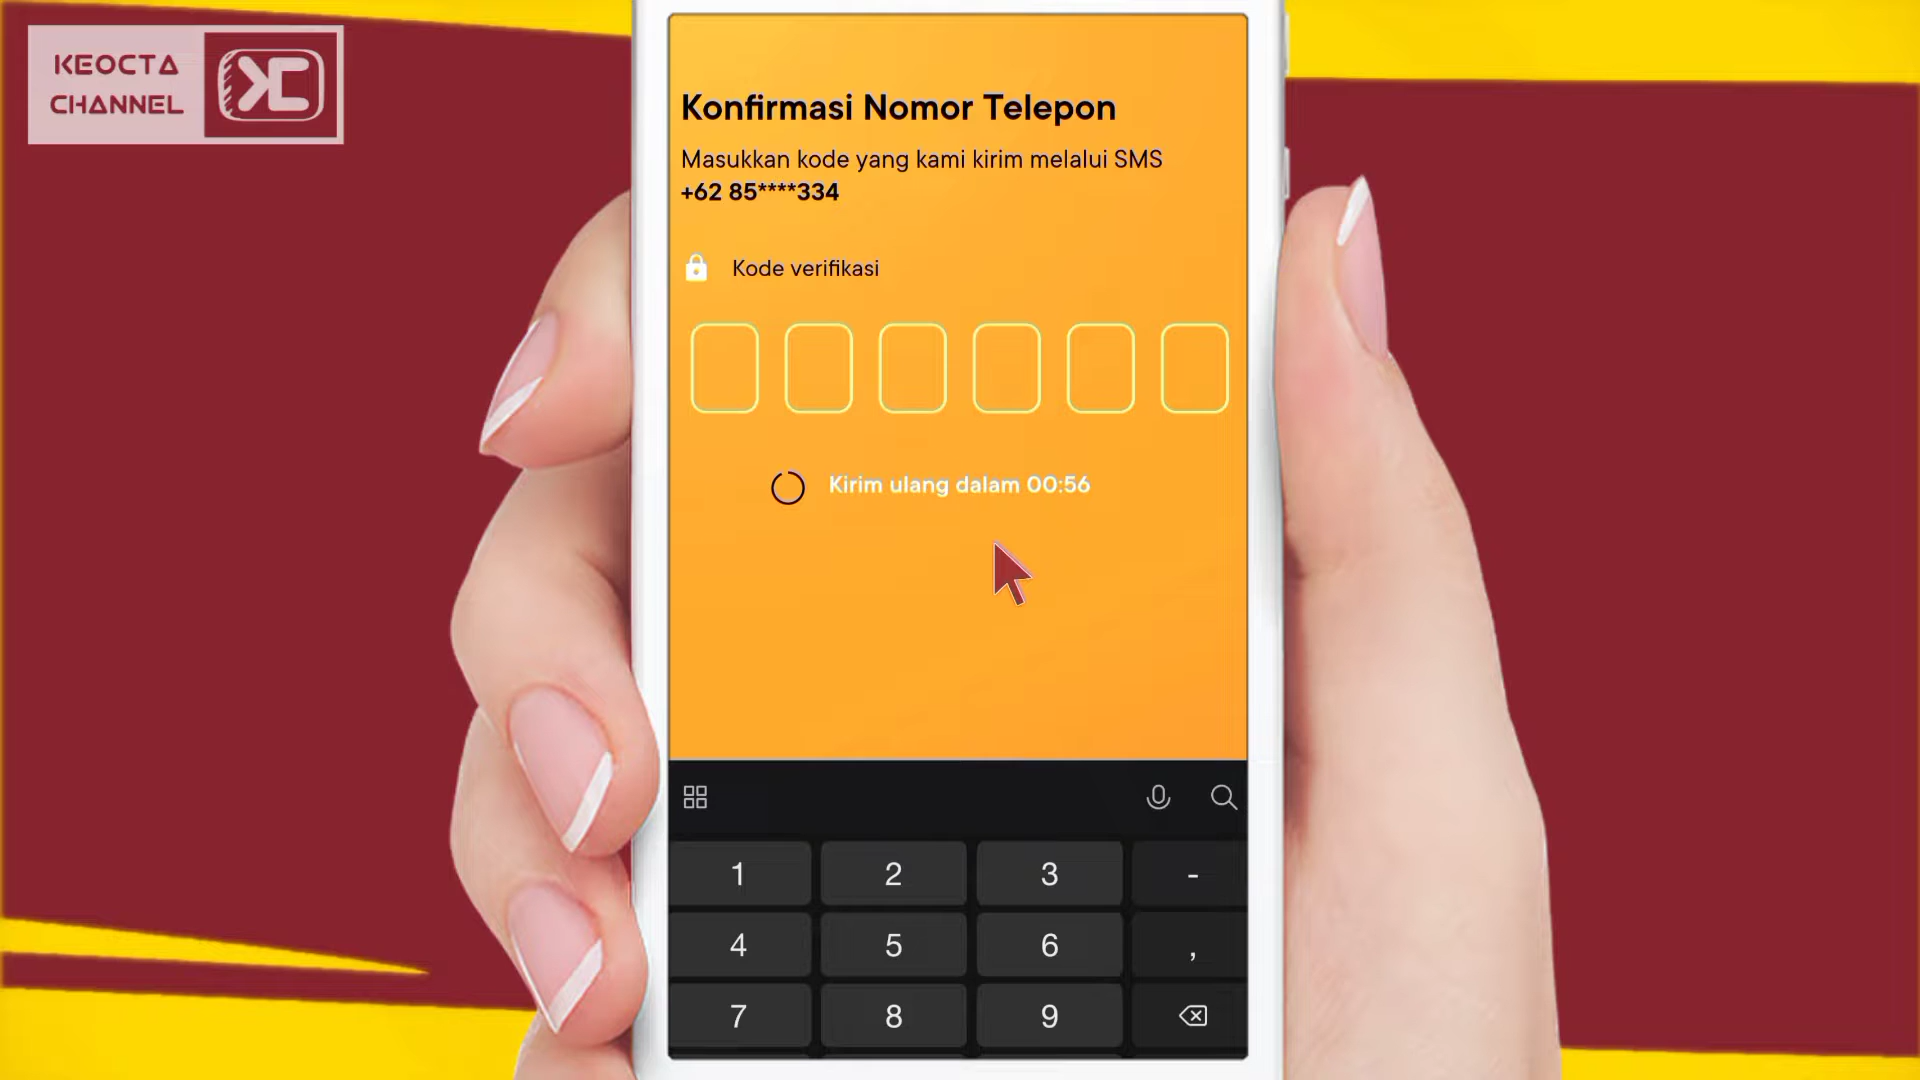 KEOCTA
CHANNEL
Konfirmasi Nomor Telepon
Masukkan kode yang kami kirim melalui SMS
+62 85****334
Kode verifikasi
Kirim ulang dalam 00:56
1 2 3 -
4 5 6 ,
7 8 9